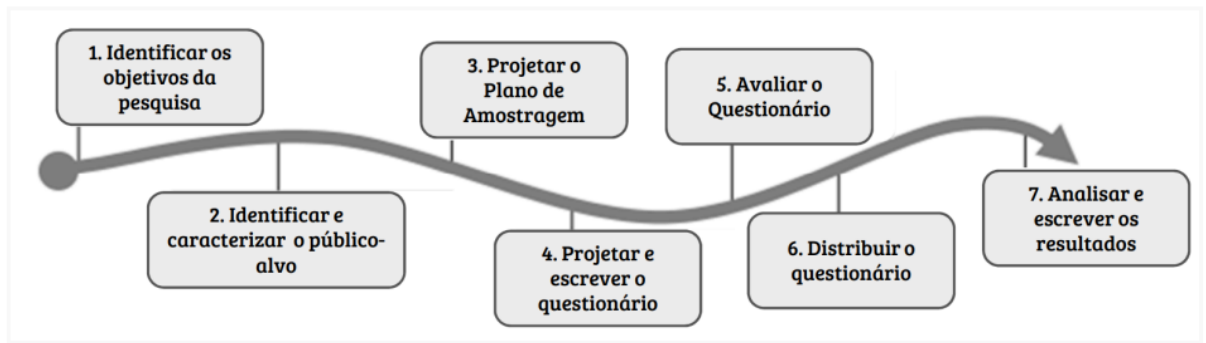 1. Identificar os
objetivos da
pesquisa
2. Identificar e
caracterizar o público-
alvo
3. Projetar o
Plano de
Amostragem
4. Projetar e
escrever o
questionário
5. Avaliar o
Questionário
6. Distribuir o
questionário
7. Analisar e
escrever os
resultados